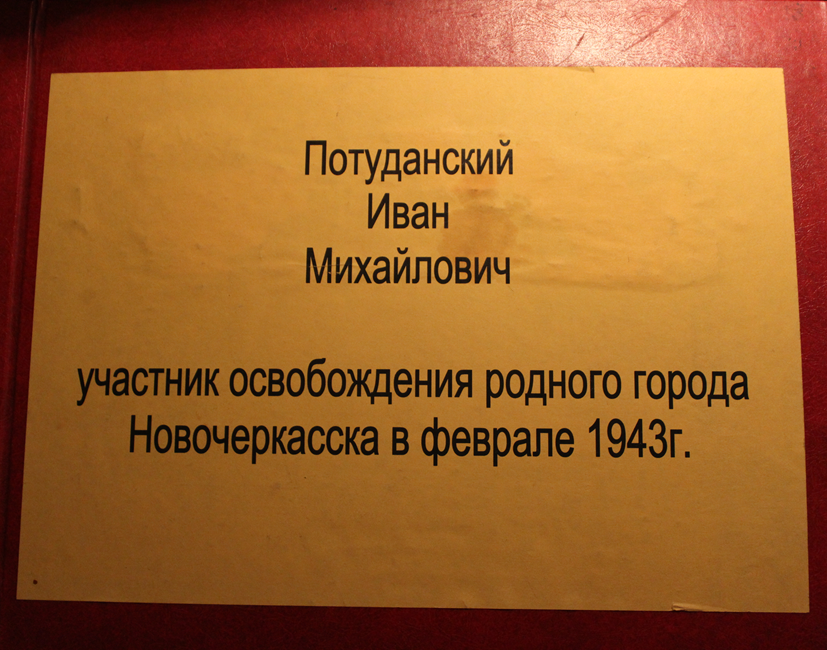 Потуданский
Иван
Михайлович
участник освобождения родного города
Новочеркасска в феврале 1943г.